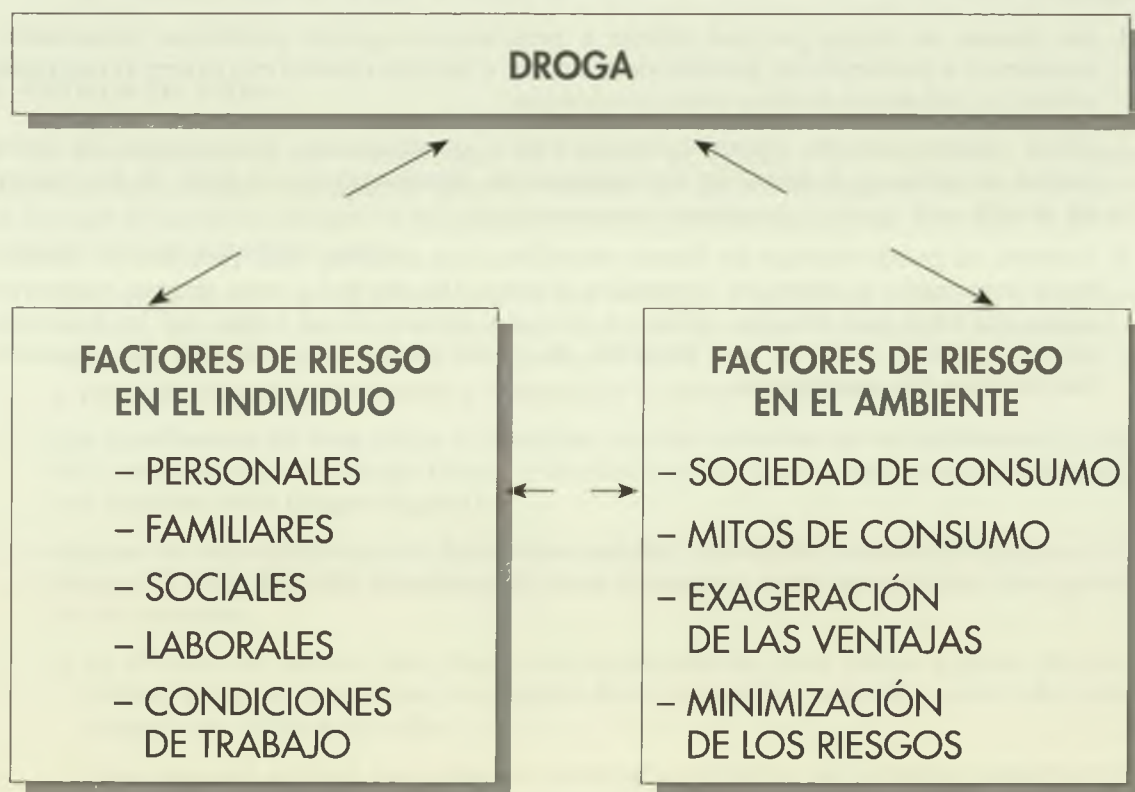 DROGA
FACTORES DE RIESGO
EN EL INDIVIDUO
– PERSONALES
– FAMILIARES
– SOCIALES
– LABORALES
– CONDICIONES
DE TRABAJO
FACTORES DE RIESGO
EN EL AMBIENTE
– SOCIEDAD DE CONSUMO
– MITOS DE CONSUMO
– EXAGERACIÓN
DE LAS VENTAJAS
– MINIMIZACIÓN
DE LOS RIESGOS